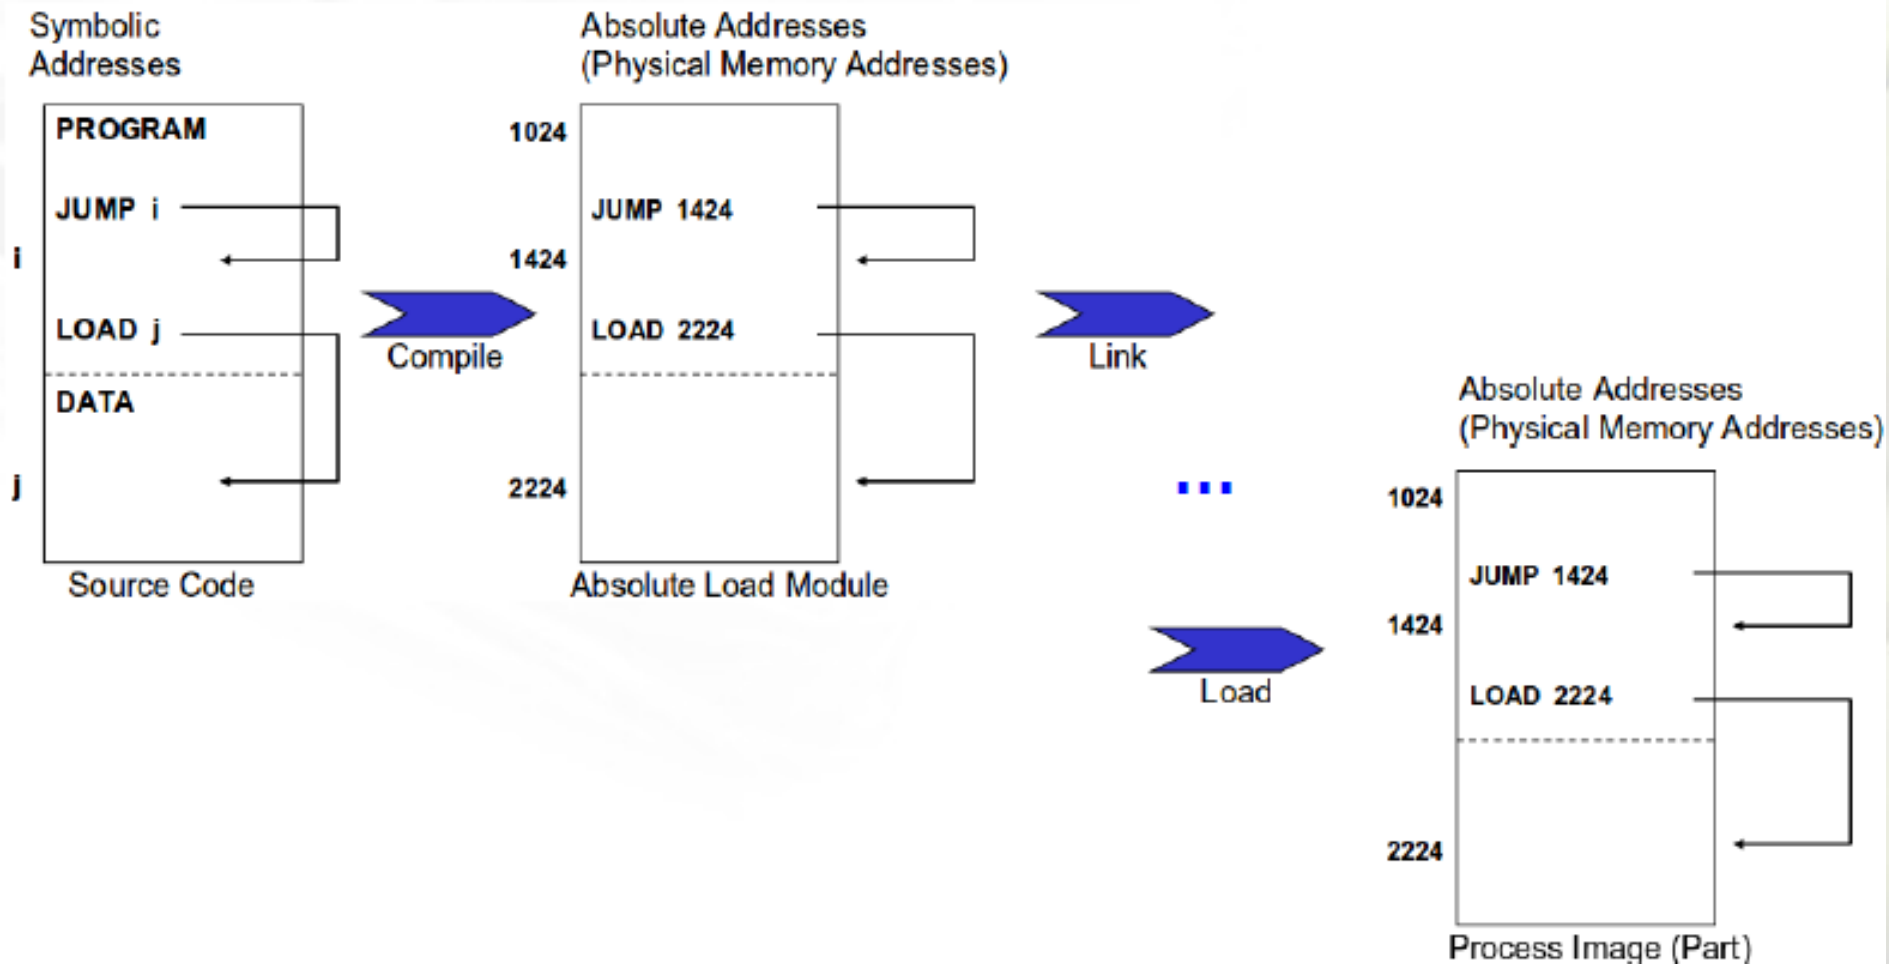 Symbolic
Addresses
PROGRAM
JUMP i
i
LOAD j
DATA
j
Source Code
Compile
Absolute Addresses
(Physical Memory Addresses)
1024
JUMP 1424
1424
LOAD 2224
2224
Absolute Load Module
Link
...
Load
Absolute Addresses
(Physical Memory Addresses)
1024
JUMP 1424
1424
LOAD 2224
2224
Process Image (Part)